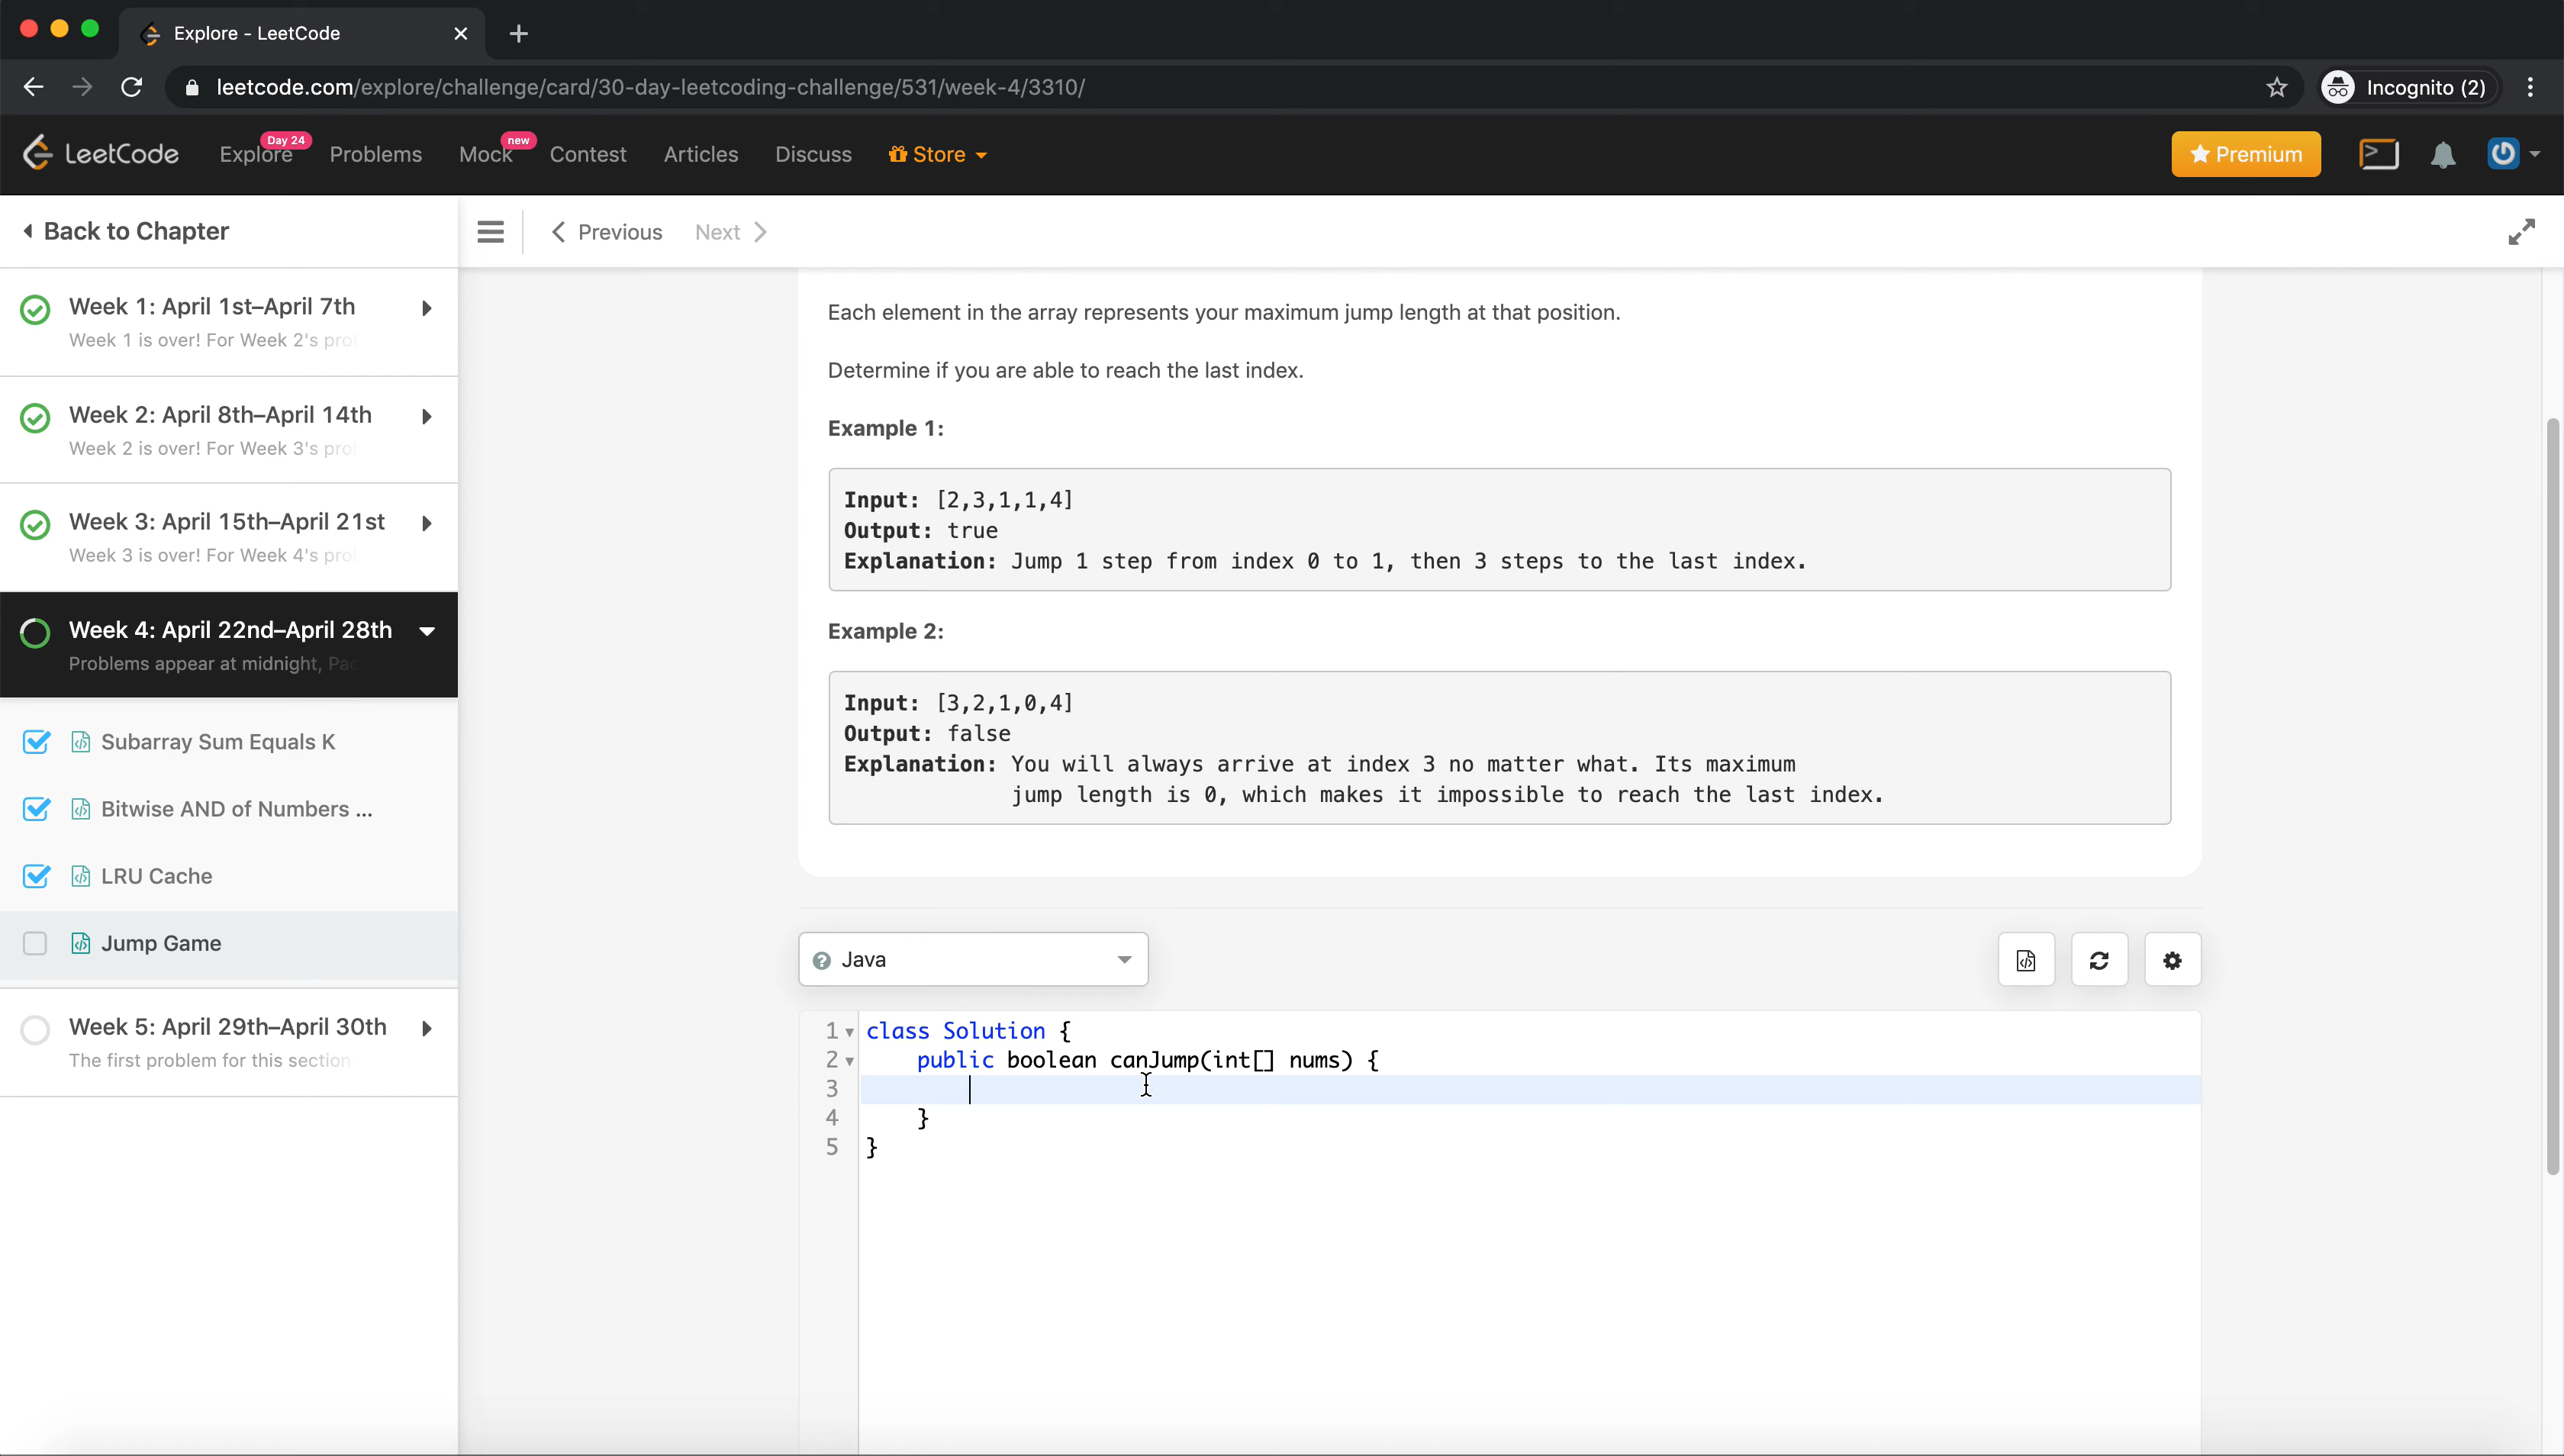 Explore - LeetCode
leetcode.com/explore/challenge/card/30-day-leetcoding-challenge/531/week-4/3310/
Incognito (2)
LeetCode
Explore
Day 24
Problems
Mock
new
Contest
Articles
Discuss
Store
Premium
Back to Chapter
Previous
Next
Week 1: April 1st–April 7th
Week 1 is over! For Week 2's
Week 2: April 8th–April 14th
Week 2 is over! For Week 3's
Week 3: April 15th–April 21st
Week 3 is over! For Week 4's
Week 4: April 22nd–April 28th
Problems appear at midnight,
Subarray Sum Equals K
Bitwise AND of Numbers ...
LRU Cache
Jump Game
Week 5: April 29th–April 30th
The first problem for this section
Each element in the array represents your maximum jump length at that position.
Determine if you are able to reach the last index.
Example 1:
Input: [2,3,1,1,4]
Output: true
Explanation: Jump 1 step from index 0 to 1, then 3 steps to the last index.
Example 2:
Input: [3,2,1,0,4]
Output: false
Explanation: You will always arrive at index 3 no matter what. Its maximum
jump length is 0, which makes it impossible to reach the last index.
Java
1 class Solution {
2 public boolean canJump(int[] nums) {
3
4 }
5 }